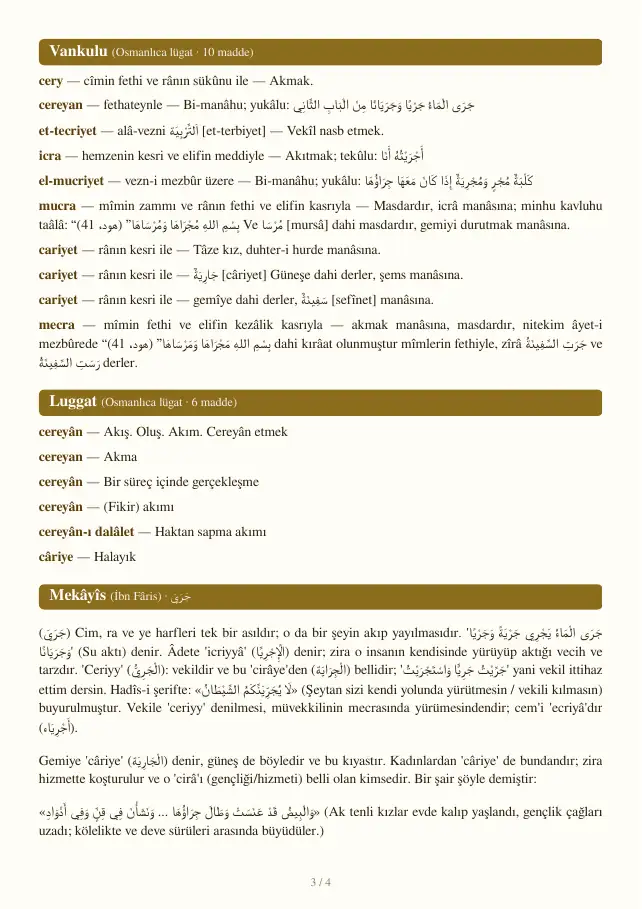 Vankulu (Osmanlıca lügat · 10 madde)
cery — cîmin fethi ve rânın sükûnu ile — Akmak.
cereyan — fethateynle — Bi-manâhu; yukâlu: جَرَى الْمَاءُ جَرْيًا وَجَرَيَانًا مِنَ الْبَابِ الثَّانِي
et-tecriyet — alâ-vezni اَلتَّرْبِيَة [et-terbiyet] — Vekîl nasb etmek.
icra — hemzenin kesri ve elifin meddiyle — Akıtmak; tekûlu: أَجْرَيْتُهُ أَنَا
el-mucriyet — vezn-i mezbûr üzere — Bi-manâhu; yukâlu: كَلْبَةٌ مُجْرٍ وَمُجْرِيَةٌ إِذَا كَانَ مَعَهَا جِرَاؤُهَا
mucra — mîmin zammı ve rânın fethi ve elifin kasrıyla — Masdardır, icrâ manâsına; minhu kavluhu
taâlâ: “بِسْمِ اللهِ مُجْرَاهَا وَمُرْسَاهَا” (هود، 41) Ve مُرْسَا [mursâ] dahi masdardır, gemiyi durutmak manâsına.
cariyet — rânın kesri ile — Tâze kız, duhter-i hurde manâsına.
cariyet — rânın kesri ile — جَارِيَةٌ [câriyet] Güneşe dahi derler, şems manâsına.
cariyet — rânın kesri ile — gemîye dahi derler, سَفِينَةٌ [sefînet] manâsına.
mecra — mîmin fethi ve elifin kezâlik kasrıyla — akmak manâsına, masdardır, nitekim âyet-i
mezbûrede “بِسْمِ اللهِ مَجْرَاهَا وَمَرْسَاهَا” (هود، 41) dahi kırâat olunmuştur mîmlerin fethiyle, zîrâ جَرَتِ السَّفِينَةُ ve
رَسَتِ السَّفِينَةُ derler.
Luggat (Osmanlıca lügat · 6 madde)
cereyân — Akış. Oluş. Akım. Cereyân etmek
cereyan — Akma
cereyân — Bir süreç içinde gerçekleşme
cereyân — (Fikir) akımı
cereyân-ı dalâlet — Haktan sapma akımı
câriye — Halayık
Mekâyîs (İbn Fâris) · جَرَيَ
(جَرَيَ) Cim, ra ve ye harfleri tek bir asıldır; o da bir şeyin akıp yayılmasıdır. 'جَرَى الْمَاءُ يَجْرِي جَرْيَةً وَجَرْيًا
وَجَرَيَانًا' (Su aktı) denir. Âdete 'icriyyâ' (الْإِجْرِيَّا) denir; zira o insanın kendisinde yürüyüp aktığı vecih ve
tarzdır. 'Ceriyy' (الْجَرِيُّ): vekildir ve bu 'cirâye'den (الْجِرَايَة) bellidir; 'جَرَّيْتُ جَرِيًّا وَاسْتَجْرَيْتُ' yani vekil ittihaz
ettim dersin. Hadîs-i şerifte: «لَا يُجَرِيَنَّكُمُ الشَّيْطَانُ» (Şeytan sizi kendi yolunda yürütmesin / vekili kılmasın)
buyurulmuştur. Vekile 'ceriyy' denilmesi, müvekkilinin mecrasında yürümesindendir; cem'i 'ecriyâ'dır
(أَجْرِيَاء).
Gemiye 'câriye' (الْجَارِيَة) denir, güneş de böyledir ve bu kıyastır. Kadınlardan 'câriye' de bundandır; zira
hizmette koşturulur ve o 'cirâ'ı (gençliği/hizmeti) belli olan kimsedir. Bir şair şöyle demiştir:
«وَالْبِيضُ قَدْ عَنَسَتْ وَطَالَ جِرَاؤُهَا ... وَنَشَأْنَ فِي قِنٍّ وَفِي أَذْوَادِ» (Ak tenli kızlar evde kalıp yaşlandı, gençlik çağları
uzadı; kölelikte ve deve sürüleri arasında büyüdüler.)
3 / 4